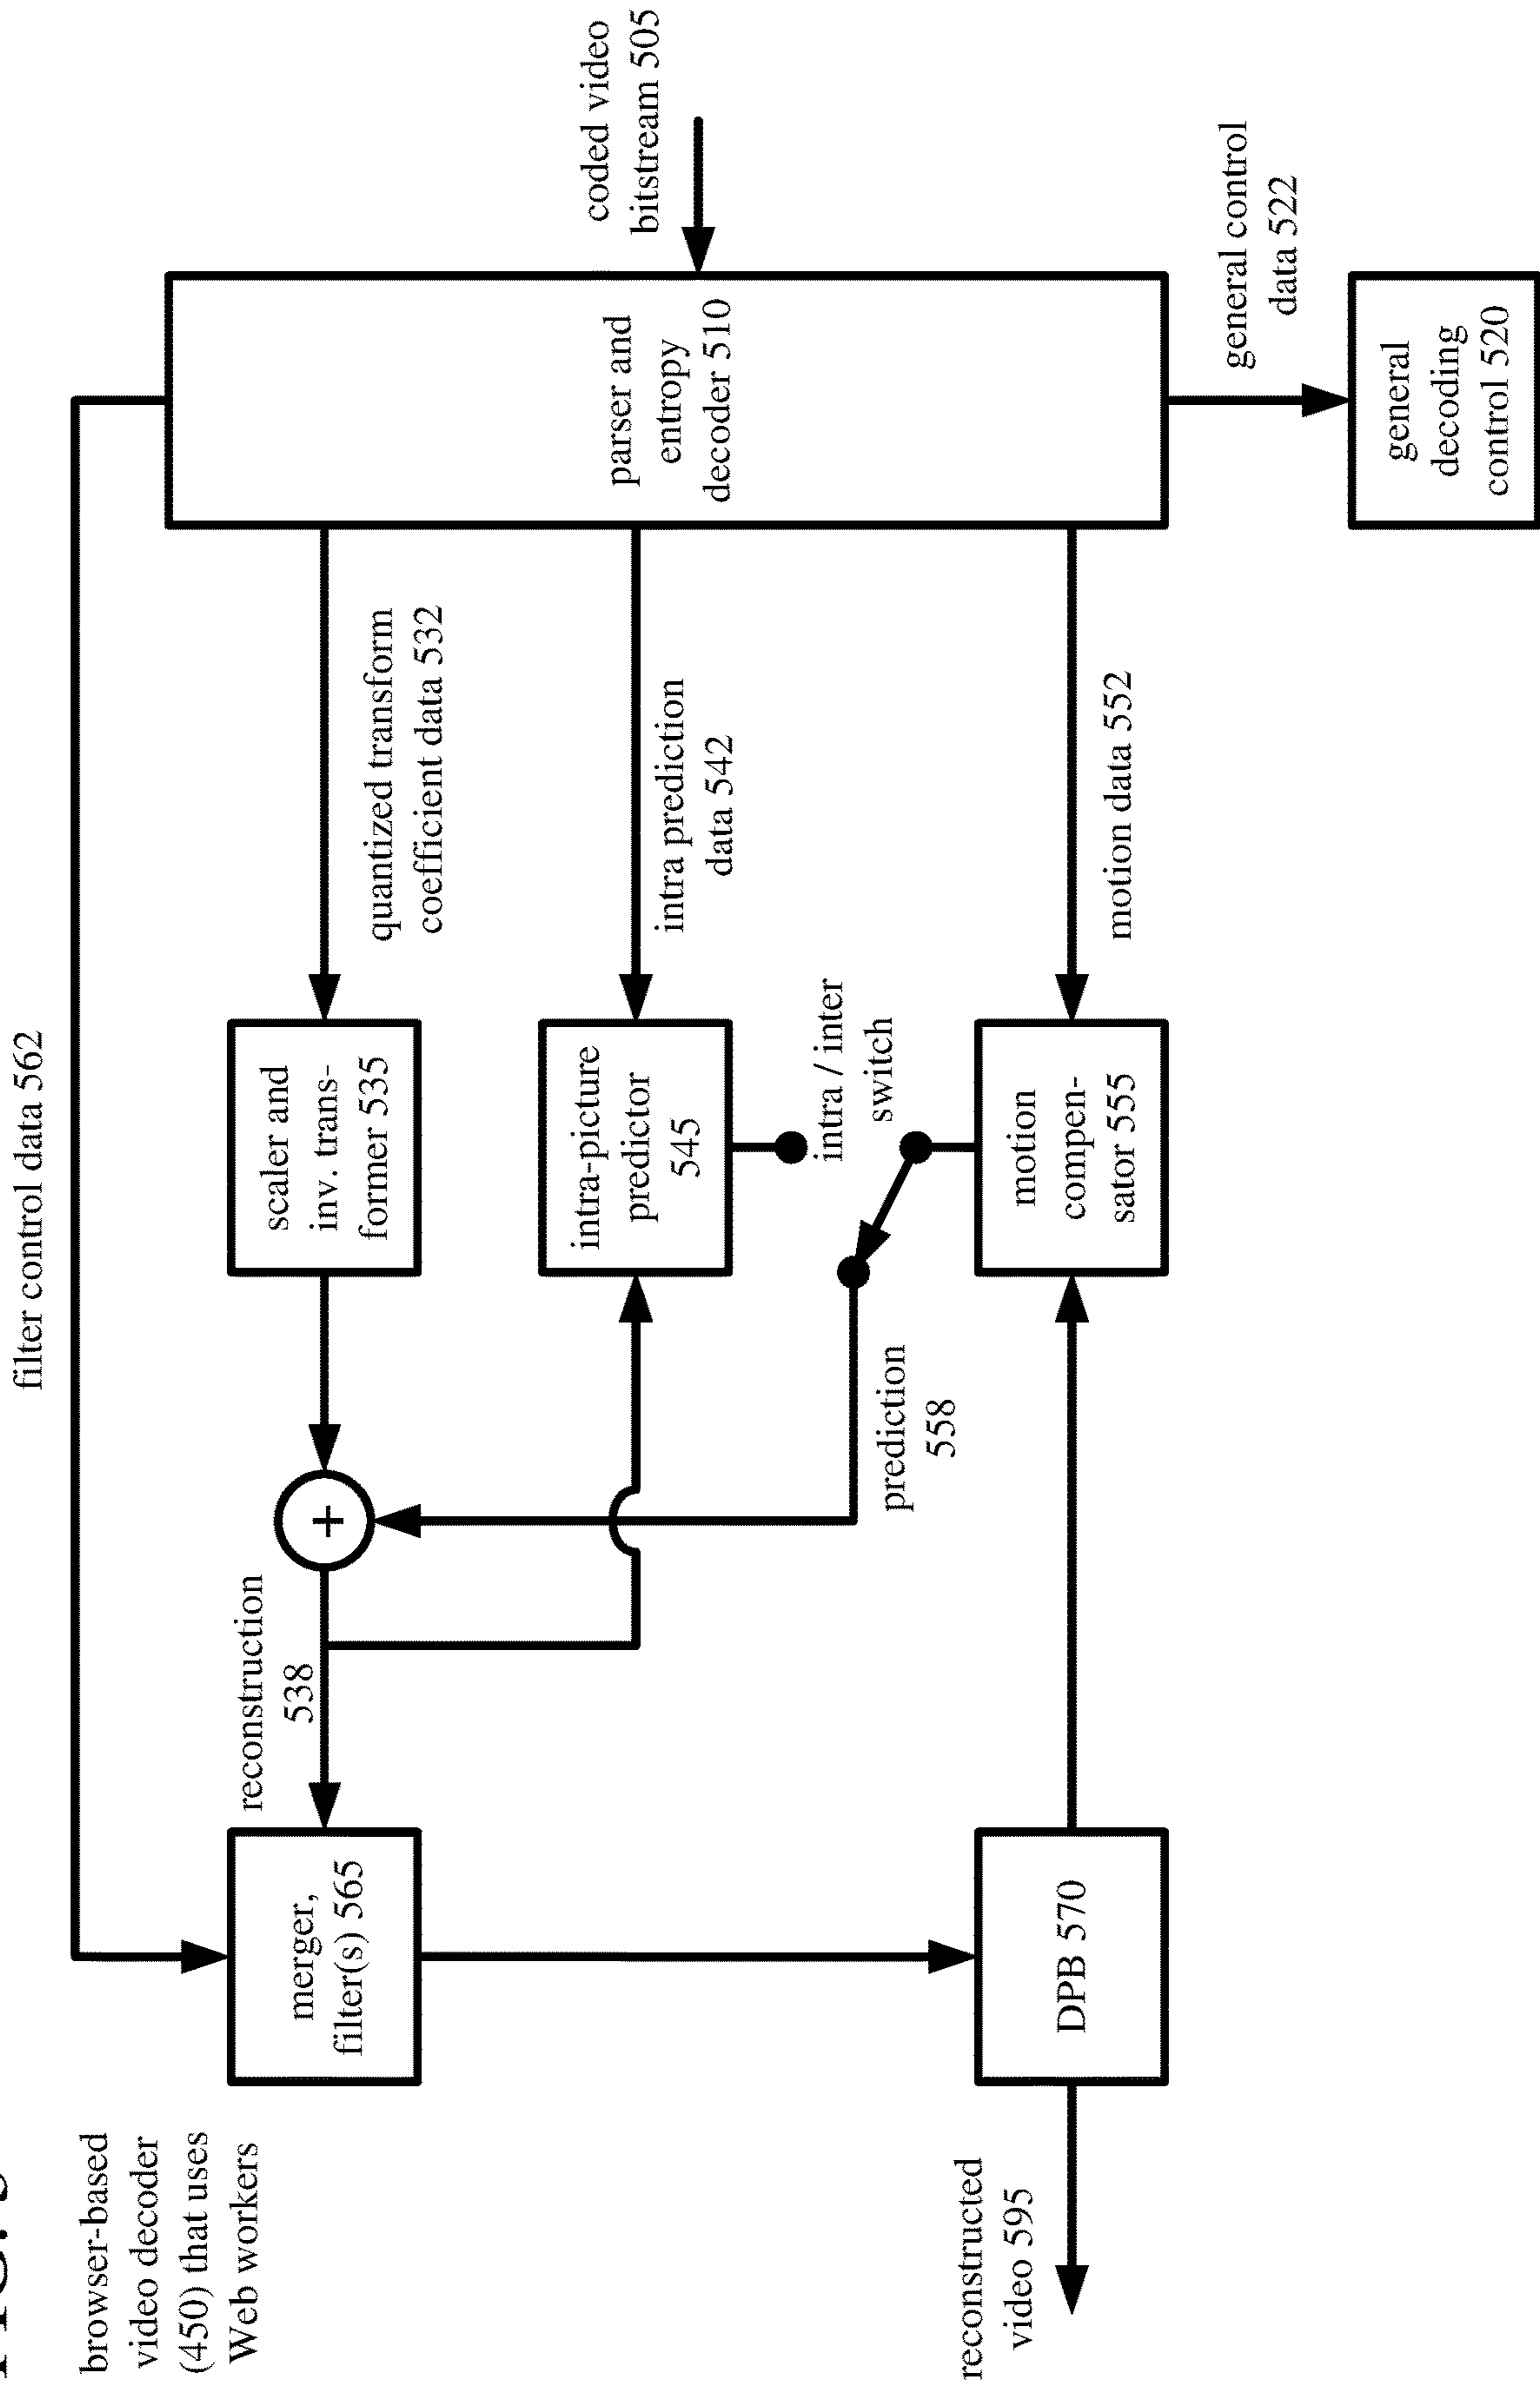 browser-based
video decoder
(450) that uses
Web workers
filter control data 562
merger,
filter(s) 565
reconstruction
538
+
scaler and
inv. trans-
former 535
quantized transform
coefficient data 532
intra-picture
predictor
545
intra prediction
data 542
parser and
entropy
decoder 510
coded video
bitstream 505
intra / inter
switch
prediction
558
reconstructed
video 595
DPB 570
motion
compen-
sator 555
motion data 552
general control
data 522
general
decoding
control 520